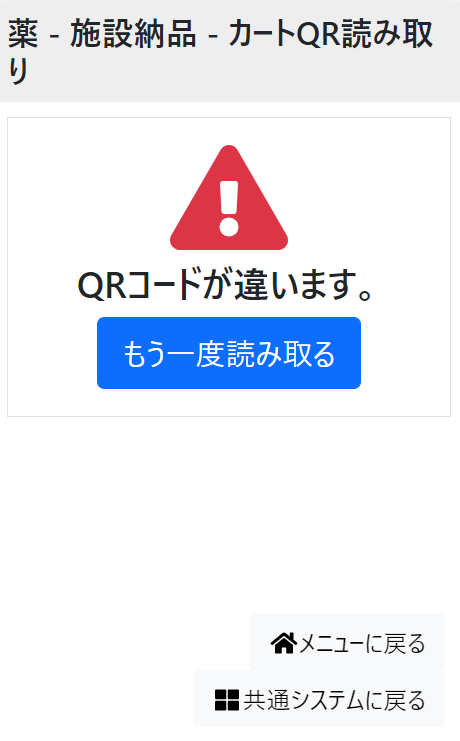 薬 - 施設納品 - カートQR読み取
り
QRコードが違います。
もう一度読み取る
メニューに戻る
共通システムに戻る